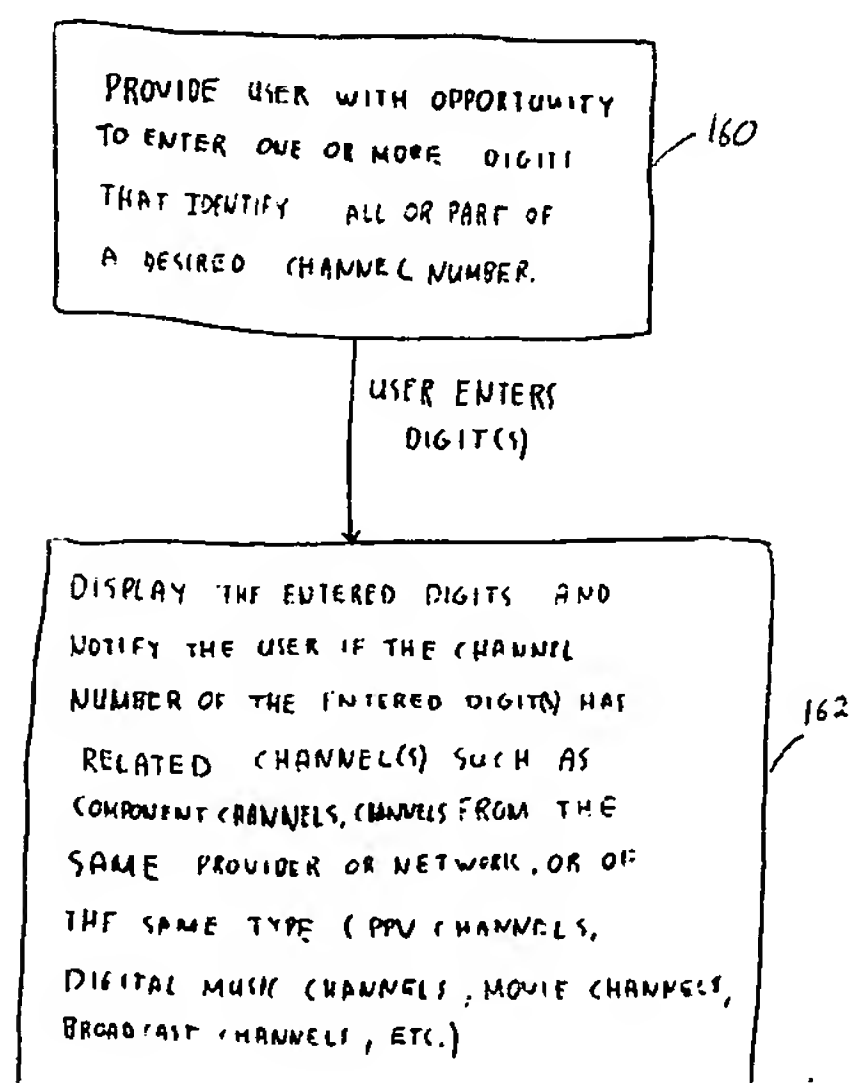 PROVIDE USER WITH OPPORTUNITY
TO ENTER ONE OR MORE DIGITS
THAT IDENTIFY ALL OR PART OF
A DESIRED CHANNEL NUMBER.
160
USER ENTERS
DIGIT(S)
DISPLAY THE ENTERED DIGITS AND
NOTIFY THE USER IF THE CHANNEL
NUMBER OF THE ENTERED DIGIT(S) HAS
RELATED CHANNEL(S) SUCH AS
COMPONENT CHANNELS, CHANNELS FROM THE
SAME PROVIDER OR NETWORK, OR OF
THE SAME TYPE (PPV CHANNELS,
DIGITAL MUSIC CHANNELS, MOVIE CHANNELS,
BROADCAST CHANNELS, ETC.)
162